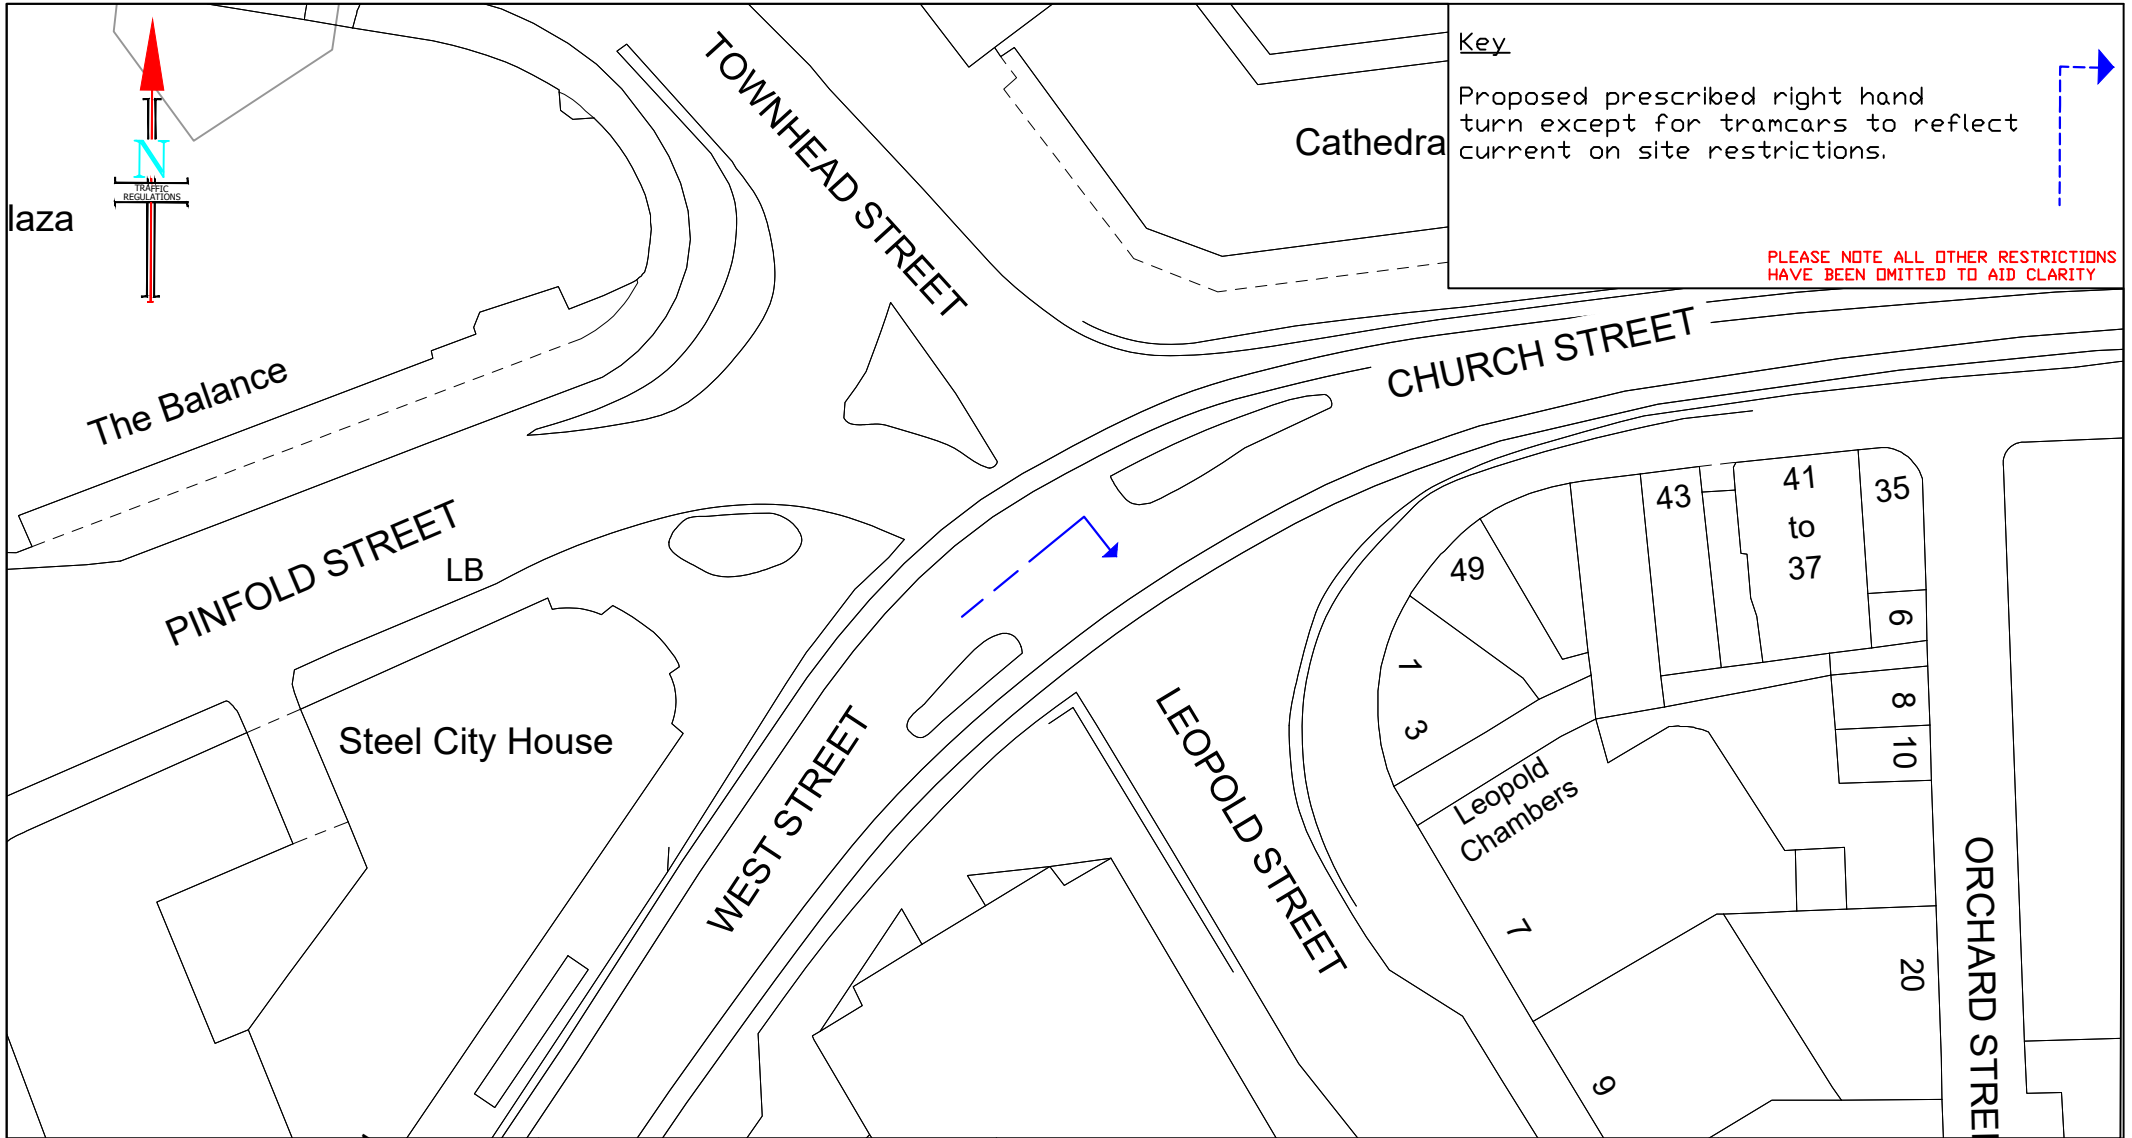 Key
Proposed prescribed right hand
turn except for tramcars to reflect
current on site restrictions.
PLEASE NOTE ALL OTHER RESTRICTIONS
HAVE BEEN OMITTED TO AID CLARITY
N
TRAFFIC
REGULATIONS
laza
TOWNHEAD STREET
Cathedra
The Balance
CHURCH STREET
PINFOLD STREET
LB
Steel City House
WEST STREET
LEOPOLD STREET
43
41
to
37
35
49
6
1
3
8
10
Leopold
Chambers
7
9
20
ORCHARD STREE